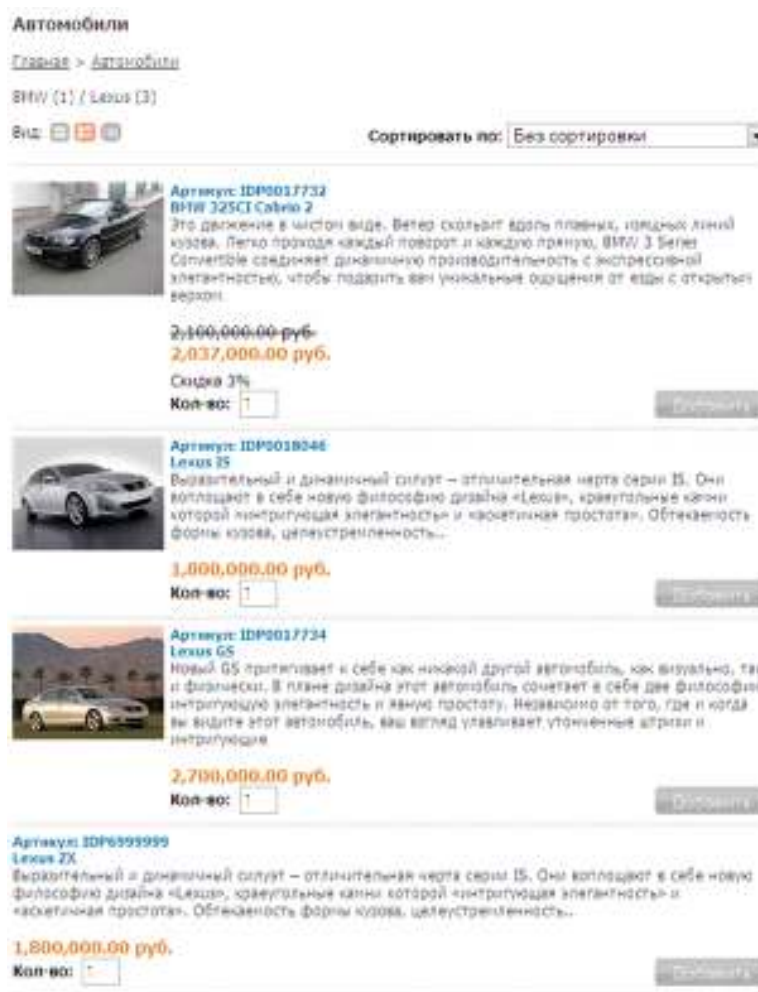 Автомобили
Главная > Автомобили
BMW (1) / Lexus (3)
Вид:
Сортировать по: Без сортировки
Артикул: IDP0017732
BMW 325CI Cabrio 2
Это движение в чистом виде. Ветер скользит вдоль плавных, изящных линий
кузова. Легко проходя каждый поворот и каждую прямую, BMW 3 Series
Convertible соединяет динамичную производительность с экспрессивной
элегантностью, чтобы подарить вам уникальные ощущения от езды с открытым
верхом.
2,100,000.00 руб.
2,037,000.00 руб.
Скидка 3%
Кол-во: 1
Артикул: IDP0018046
Lexus IS
Выразительный и динамичный силуэт – отличительная черта серии IS. Они
воплощают в себе новую философию дизайна «Lexus», краеугольные камни
которой «интригующая элегантность» и «аскетичная простота». Обтекаемость
формы кузова, целеустремленность...
руб.
Кол-во: 1
Артикул: IDP0017734
Lexus GS
Новый GS притягивает к себе как никакой другой автомобиль, как визуально, так
и физически. В плане дизайна этот автомобиль сочетает в себе две философии
интригующую элегантность и явную простоту. Независимо от того, где и когда
вы видите этот автомобиль, ваш взгляд улавливает утонченные штрихи и
интригующие
2,700,000.00 руб.
Кол-во: 1
Артикул: IDP6999999
Lexus ZX
Выразительный и динамичный силуэт – отличительная черта серии IS. Они воплощают в себе новую
философию дизайна «Lexus», краеугольные камни которой «интригующая элегантность» и
«аскетичная простота». Обтекаемость формы кузова, целеустремленность...
1,800,000.00 руб.
Кол-во: